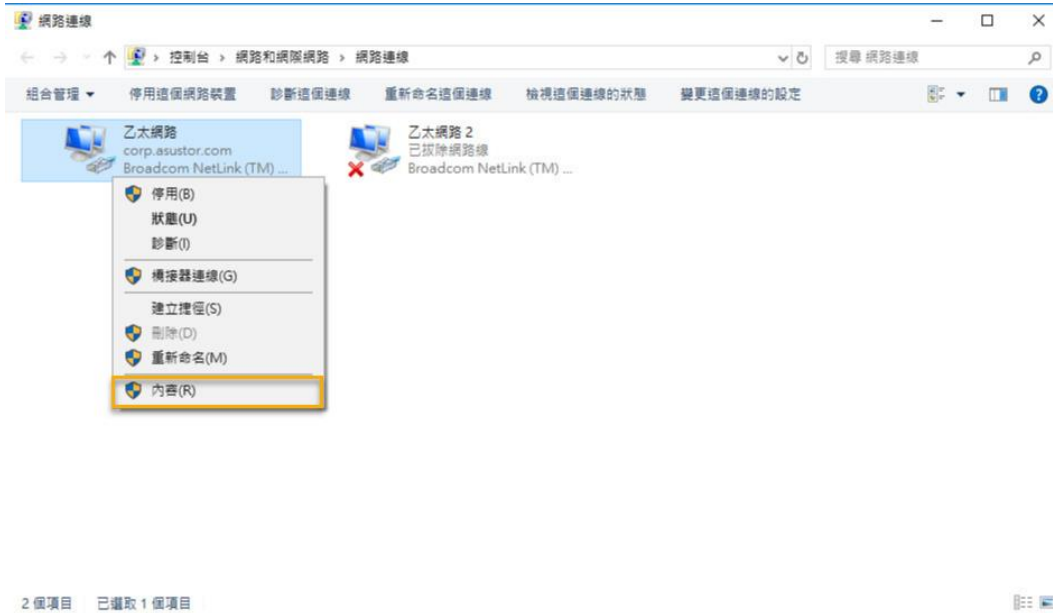 網路連線
控制台 › 網路和網際網路 › 網路連線
搜尋 網路連線
組合管理 停用這個網路裝置 診斷這個連線 重新命名這個連線 檢視這個連線的狀態 變更這個連線的設定
乙太網路
corp.asustor.com
Broadcom NetLink (TM) ...
乙太網路 2
已拔除網路線
Broadcom NetLink (TM) ...
停用(B)
狀態(U)
診斷(I)
橋接器連線(G)
建立捷徑(S)
刪除(D)
重新命名(M)
內容(R)
2 個項目 已選取 1 個項目